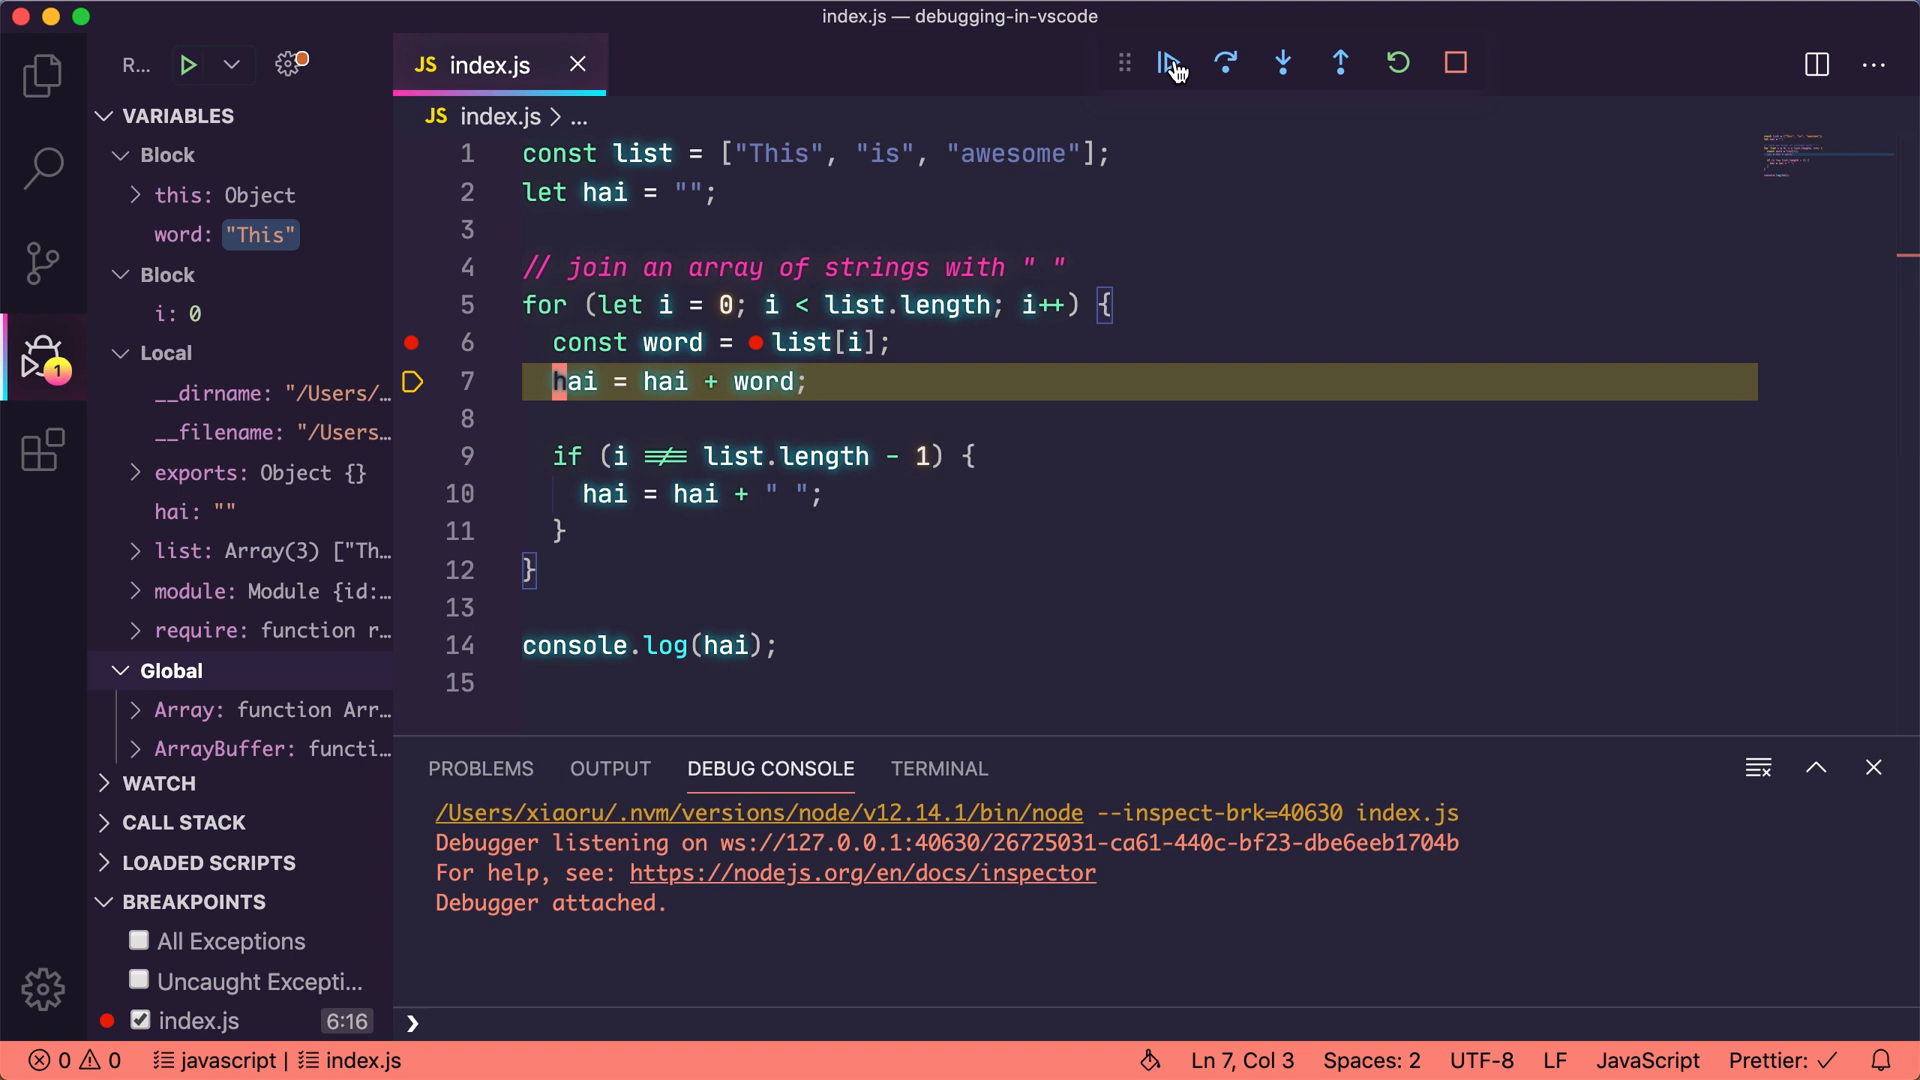 index.js — debugging-in-vscode
R...
JS index.js
VARIABLES
Block
this: Object
word: "This"
Block
i: 0
Local
__dirname: "/Users/...
__filename: "/Users...
exports: Object {}
hai: ""
list: Array(3) ["Th...
module: Module {id:...
require: function r...
Global
Array: function Arr...
ArrayBuffer: functi...
WATCH
CALL STACK
LOADED SCRIPTS
BREAKPOINTS
All Exceptions
Uncaught Excepti...
index.js 6:16
1
JS index.js > ...
1 const list = ["This", "is", "awesome"];
2 let hai = "";
3
4 // join an array of strings with " "
5 for (let i = 0; i < list.length; i++) {
6 const word = list[i];
7 hai = hai + word;
8
9 if (i !== list.length - 1) {
10 hai = hai + " ";
11 }
12 }
13
14 console.log(hai);
15
PROBLEMS OUTPUT DEBUG CONSOLE TERMINAL
/Users/xiaoru/.nvm/versions/node/v12.14.1/bin/node --inspect-brk=40630 index.js
Debugger listening on ws://127.0.0.1:40630/26725031-ca61-440c-bf23-dbe6eeb1704b
For help, see: https://nodejs.org/en/docs/inspector
Debugger attached.
0 0 javascript | index.js Ln 7, Col 3 Spaces: 2 UTF-8 LF JavaScript Prettier: ✓